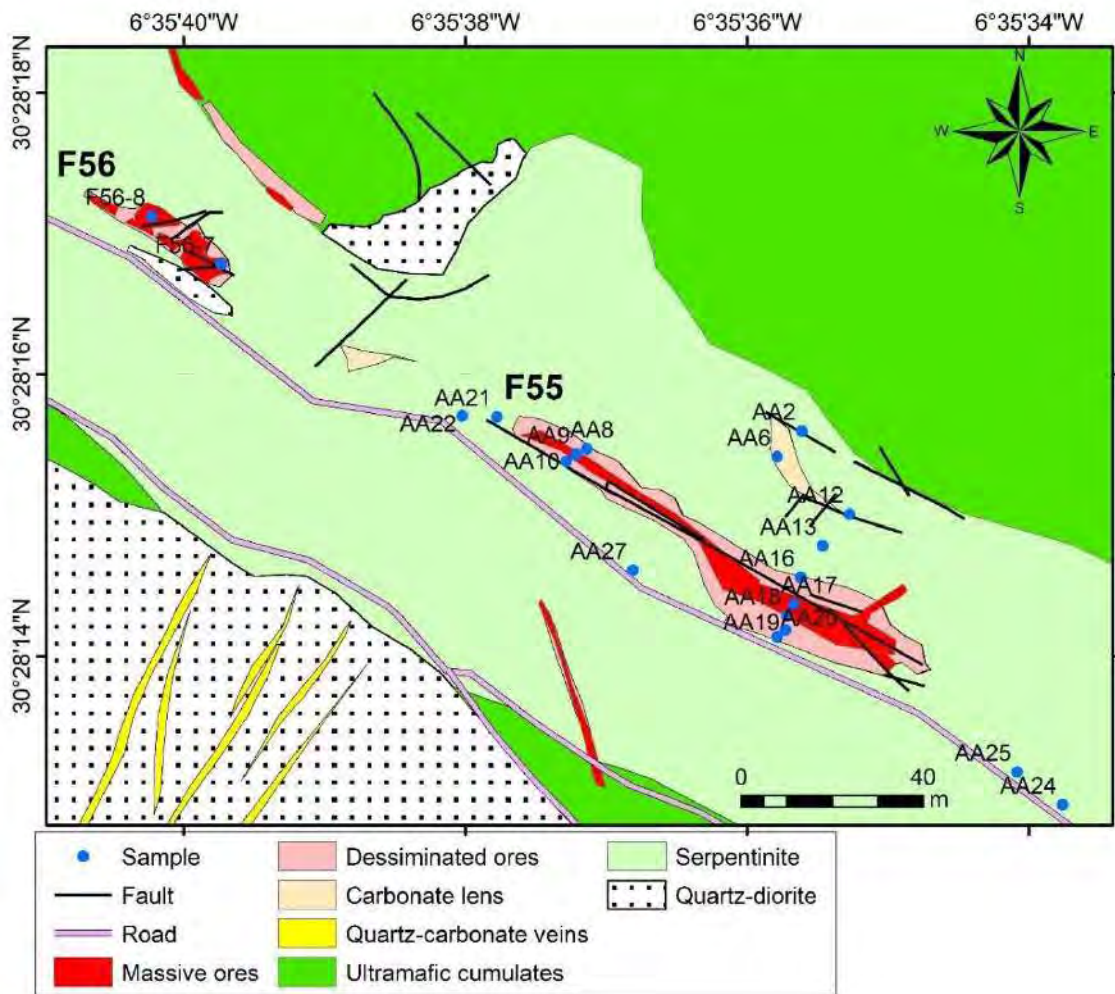 6°35'40"W 6°35'38"W 6°35'36"W 6°35'34"W
30°28'18"N
30°28'16"N
30°28'14"N
N
W E
S
F56
F56-8
F56-7
F55
AA21
AA22
AA8
AA9
AA10
AA2
AA6
AA12
AA13
AA27
AA16
AA17
AA18
AA20
AA19
AA25
AA24
0 40
m
Sample Dessiminated ores Serpentinite
Fault Carbonate lens Quartz-diorite
Road Quartz-carbonate veins
Massive ores Ultramafic cumulates